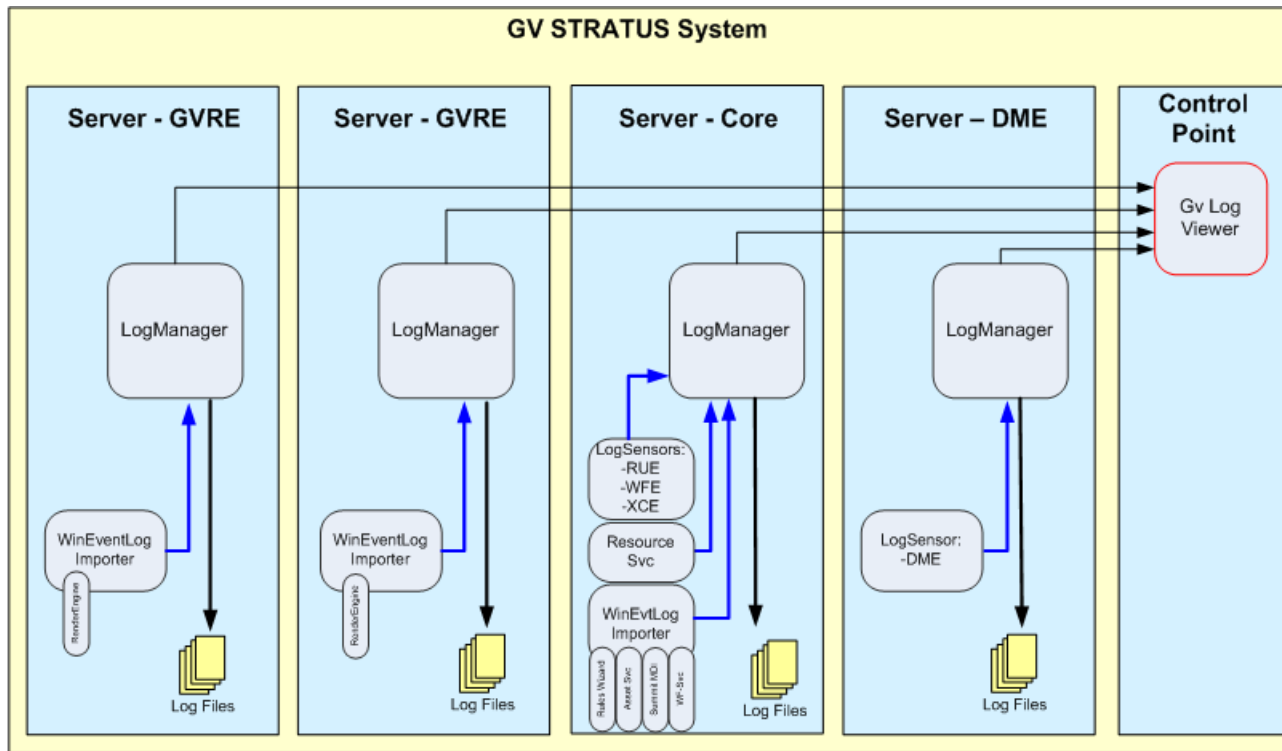 GV STRATUS System
Server - GVRE
LogManager
WinEventLog
Importer
RenderEngine
Log Files
Server - GVRE
LogManager
WinEventLog
Importer
RenderEngine
Log Files
Server - Core
LogManager
LogSensors:
-RUE
-WFE
-XCE
Resource
Svc
WinEvtLog
Importer
Rules Wizard
Asset Svc
Summit MDI
WF-Svc
Log Files
Server – DME
LogManager
LogSensor:
-DME
Log Files
Control
Point
Gv Log
Viewer